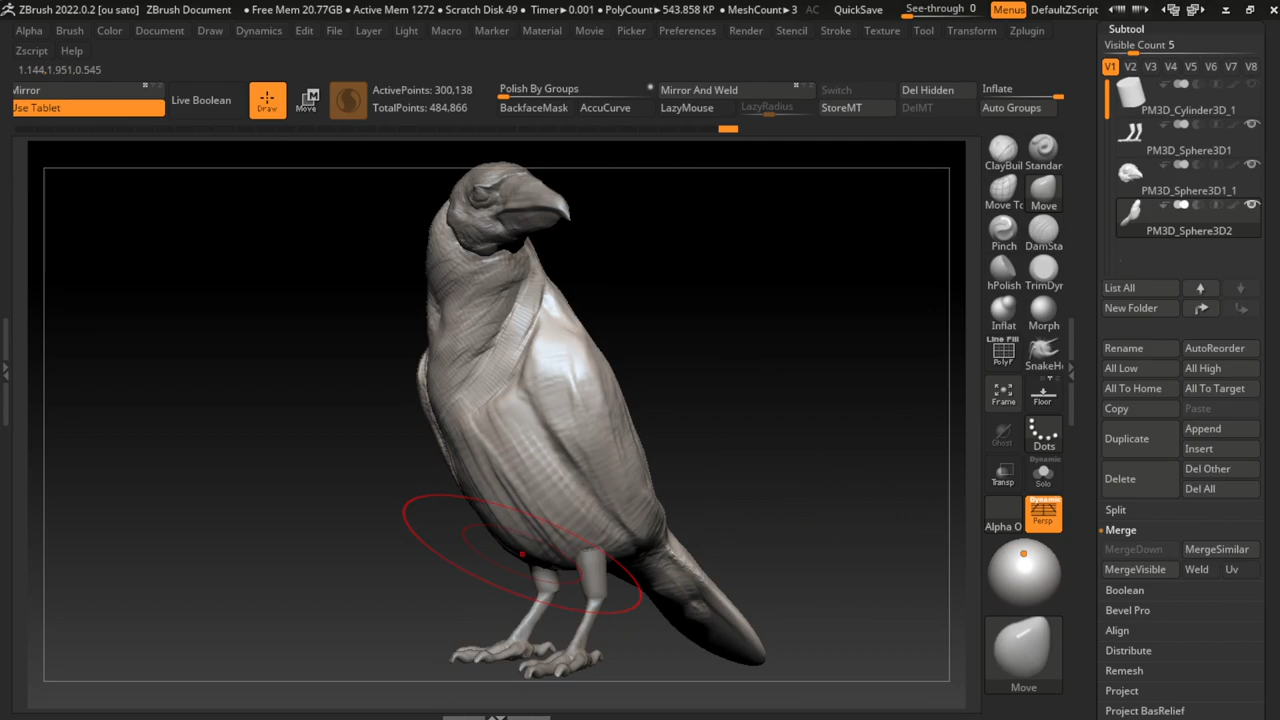 ZBrush 2022.0.2 [ou sato]   ZBrush Document   • Free Mem 20.77GB • Active Mem 1272 • Scratch Disk 49 • Timer▸0.001 • PolyCount▸543.858 KP • MeshCount▸3   AC   QuickSave   See-through 0   Menus   DefaultZScript
Alpha   Brush   Color   Document   Draw   Dynamics   Edit   File   Layer   Light   Macro   Marker   Material   Movie   Picker   Preferences   Render   Stencil   Stroke   Texture   Tool   Transform   Zplugin
Zscript   Help
1.144,1.951,0.545
Mirror
Use Tablet
Live Boolean
Draw
M
Move
ActivePoints: 300,138
TotalPoints: 484,866
Polish By Groups
BackfaceMask   AccuCurve
Mirror And Weld
LazyMouse   LazyRadius
Switch
StoreMT
Del Hidden
DelMT
Inflate
Auto Groups
ClayBuil   Standar
Move To   Move
Pinch   DamSta
hPolish   TrimDyr
Inflat   Morph
Line Fill
PolyF   SnakeHo
Frame   Floor
Ghost   Dots
Dynamic
Transp   Solo
Dynamic
Alpha O   Persp
Move
Subtool
Visible Count 5
V1   V2   V3   V4   V5   V6   V7   V8
PM3D_Cylinder3D_1
PM3D_Sphere3D1
PM3D_Sphere3D1_1
PM3D_Sphere3D2
List All
New Folder
Rename   AutoReorder
All Low   All High
All To Home   All To Target
Copy   Paste
Duplicate   Append
Insert
Delete   Del Other
Del All
Split
Merge
MergeDown   MergeSimilar
MergeVisible   Weld   Uv
Boolean
Bevel Pro
Align
Distribute
Remesh
Project
Project BasRelief